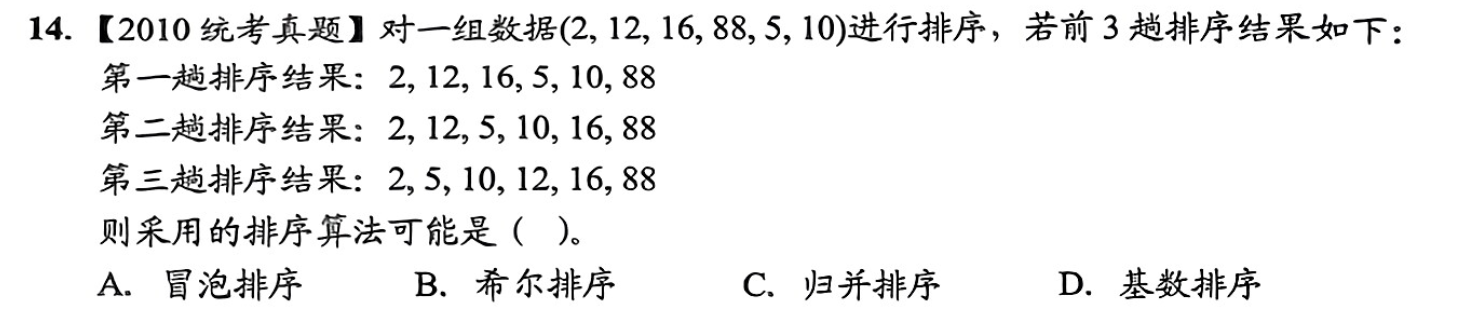 14.【2010 统考真题】对一组数据(2, 12, 16, 88, 5, 10)进行排序，若前 3 趟排序结果如下：
第一趟排序结果：2, 12, 16, 5, 10, 88
第二趟排序结果：2, 12, 5, 10, 16, 88
第三趟排序结果：2, 5, 10, 12, 16, 88
则采用的排序算法可能是（ ）。
A. 冒泡排序 B. 希尔排序 C. 归并排序 D. 基数排序